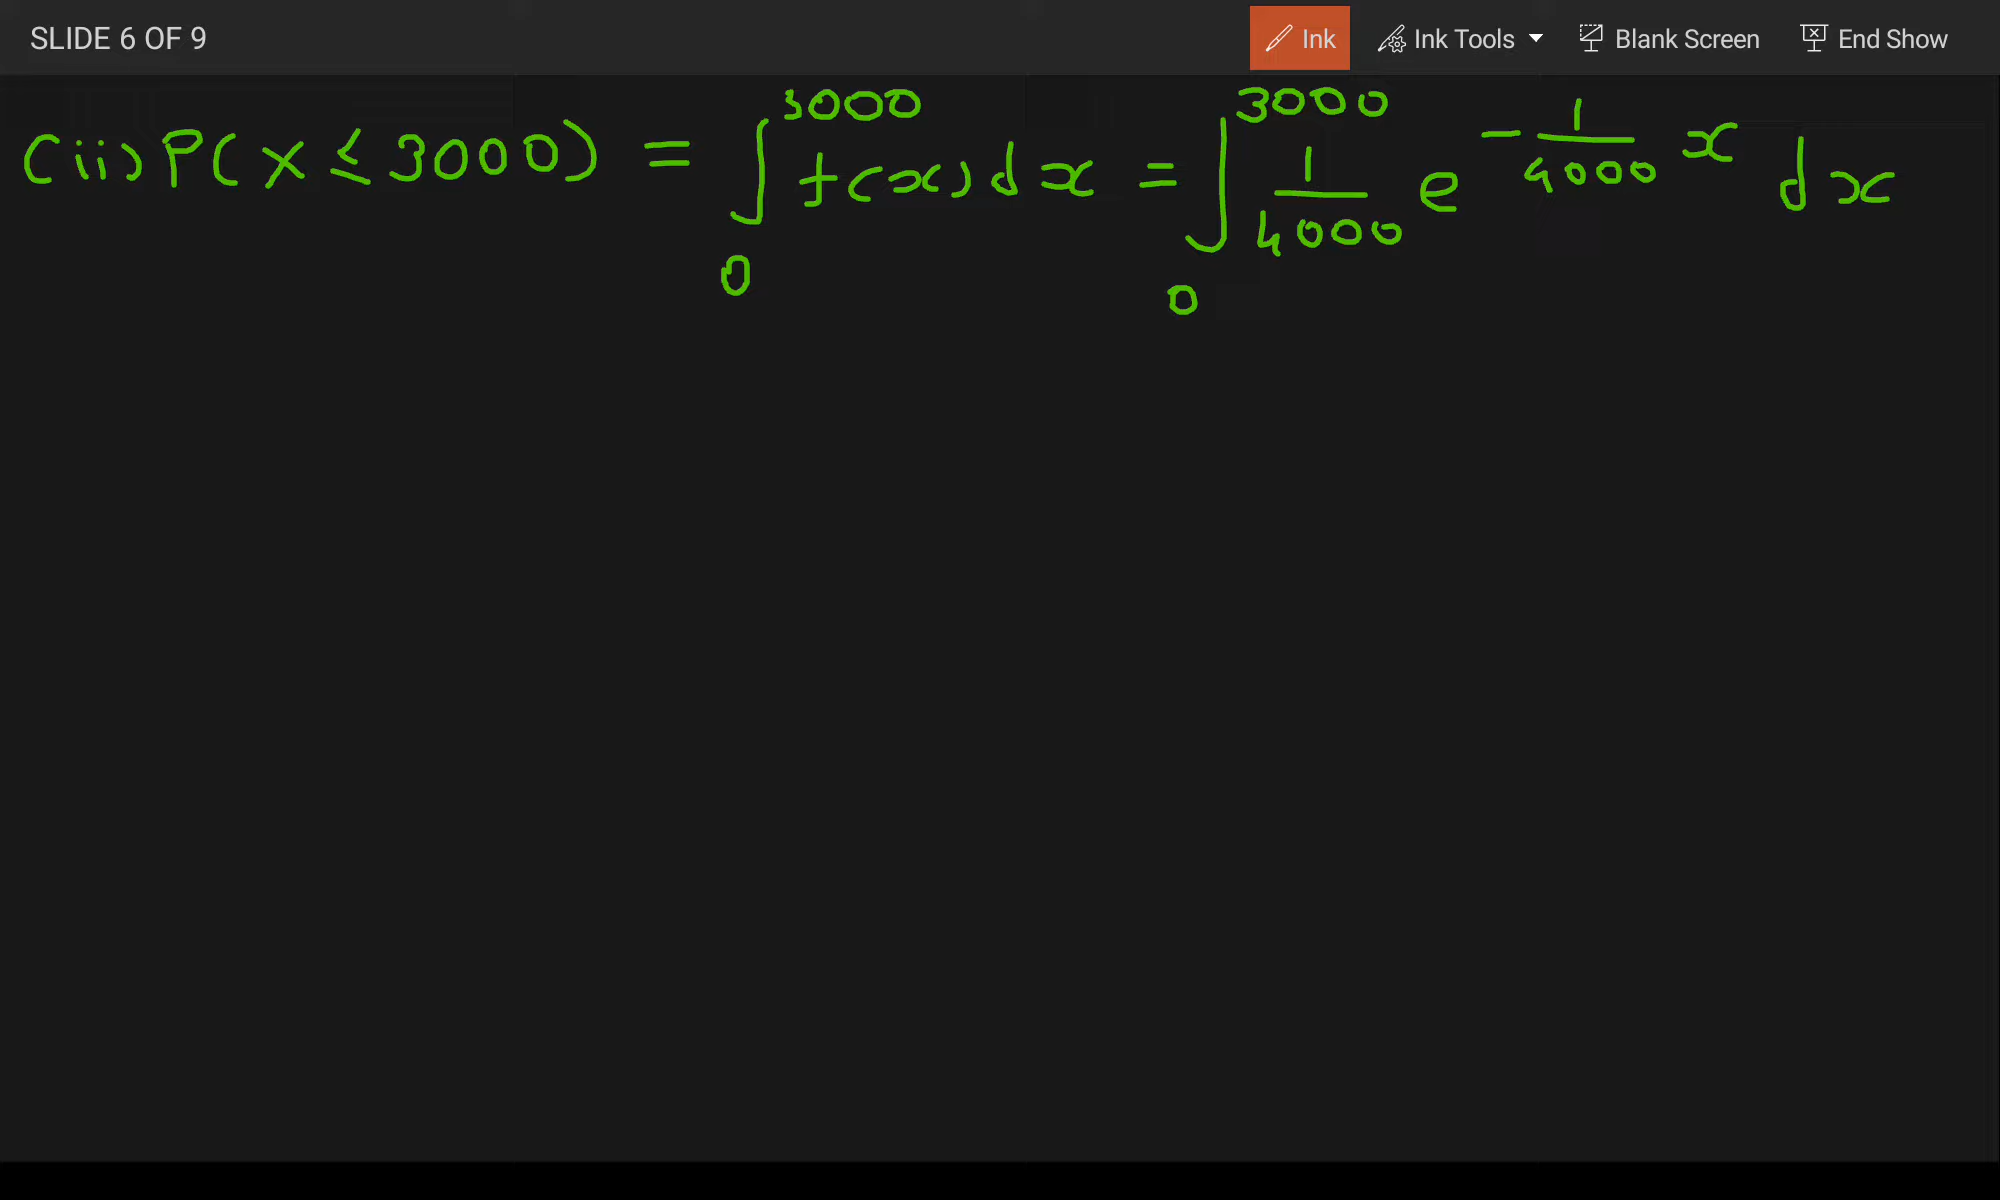 SLIDE 6 OF 9 Ink Ink Tools Blank Screen End Show
(ii) P(X ≤ 3000) = ∫₀³⁰⁰⁰ f(x) dx = ∫₀³⁰⁰⁰ 1/4000 e^(-1/4000 x) dx